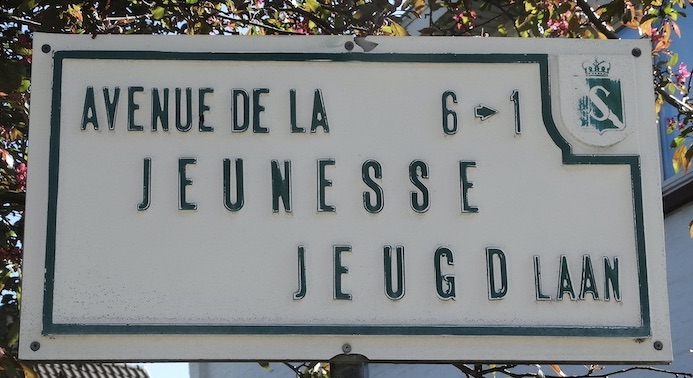 AVENUE DE LA 6 → 1
JEUNESSE
JEUGDLAAN
S